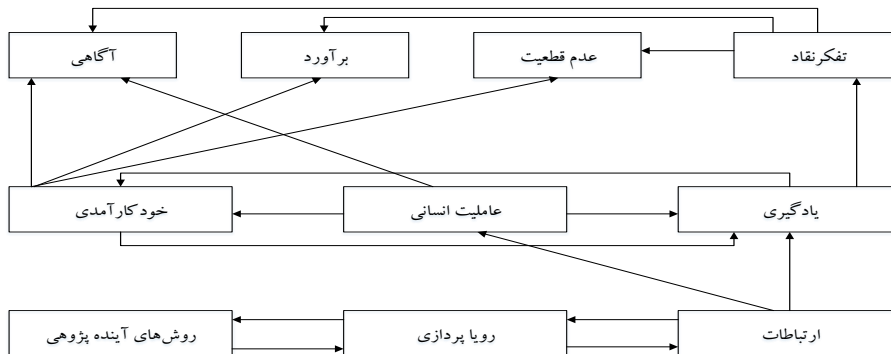 تفکرنقاد
عدم قطعیت
برآورد
آگاهی
یادگیری
عاملیت انسانی
خودکارآمدی
ارتباطات
رویا پردازی
روش‌های آینده پژوهی